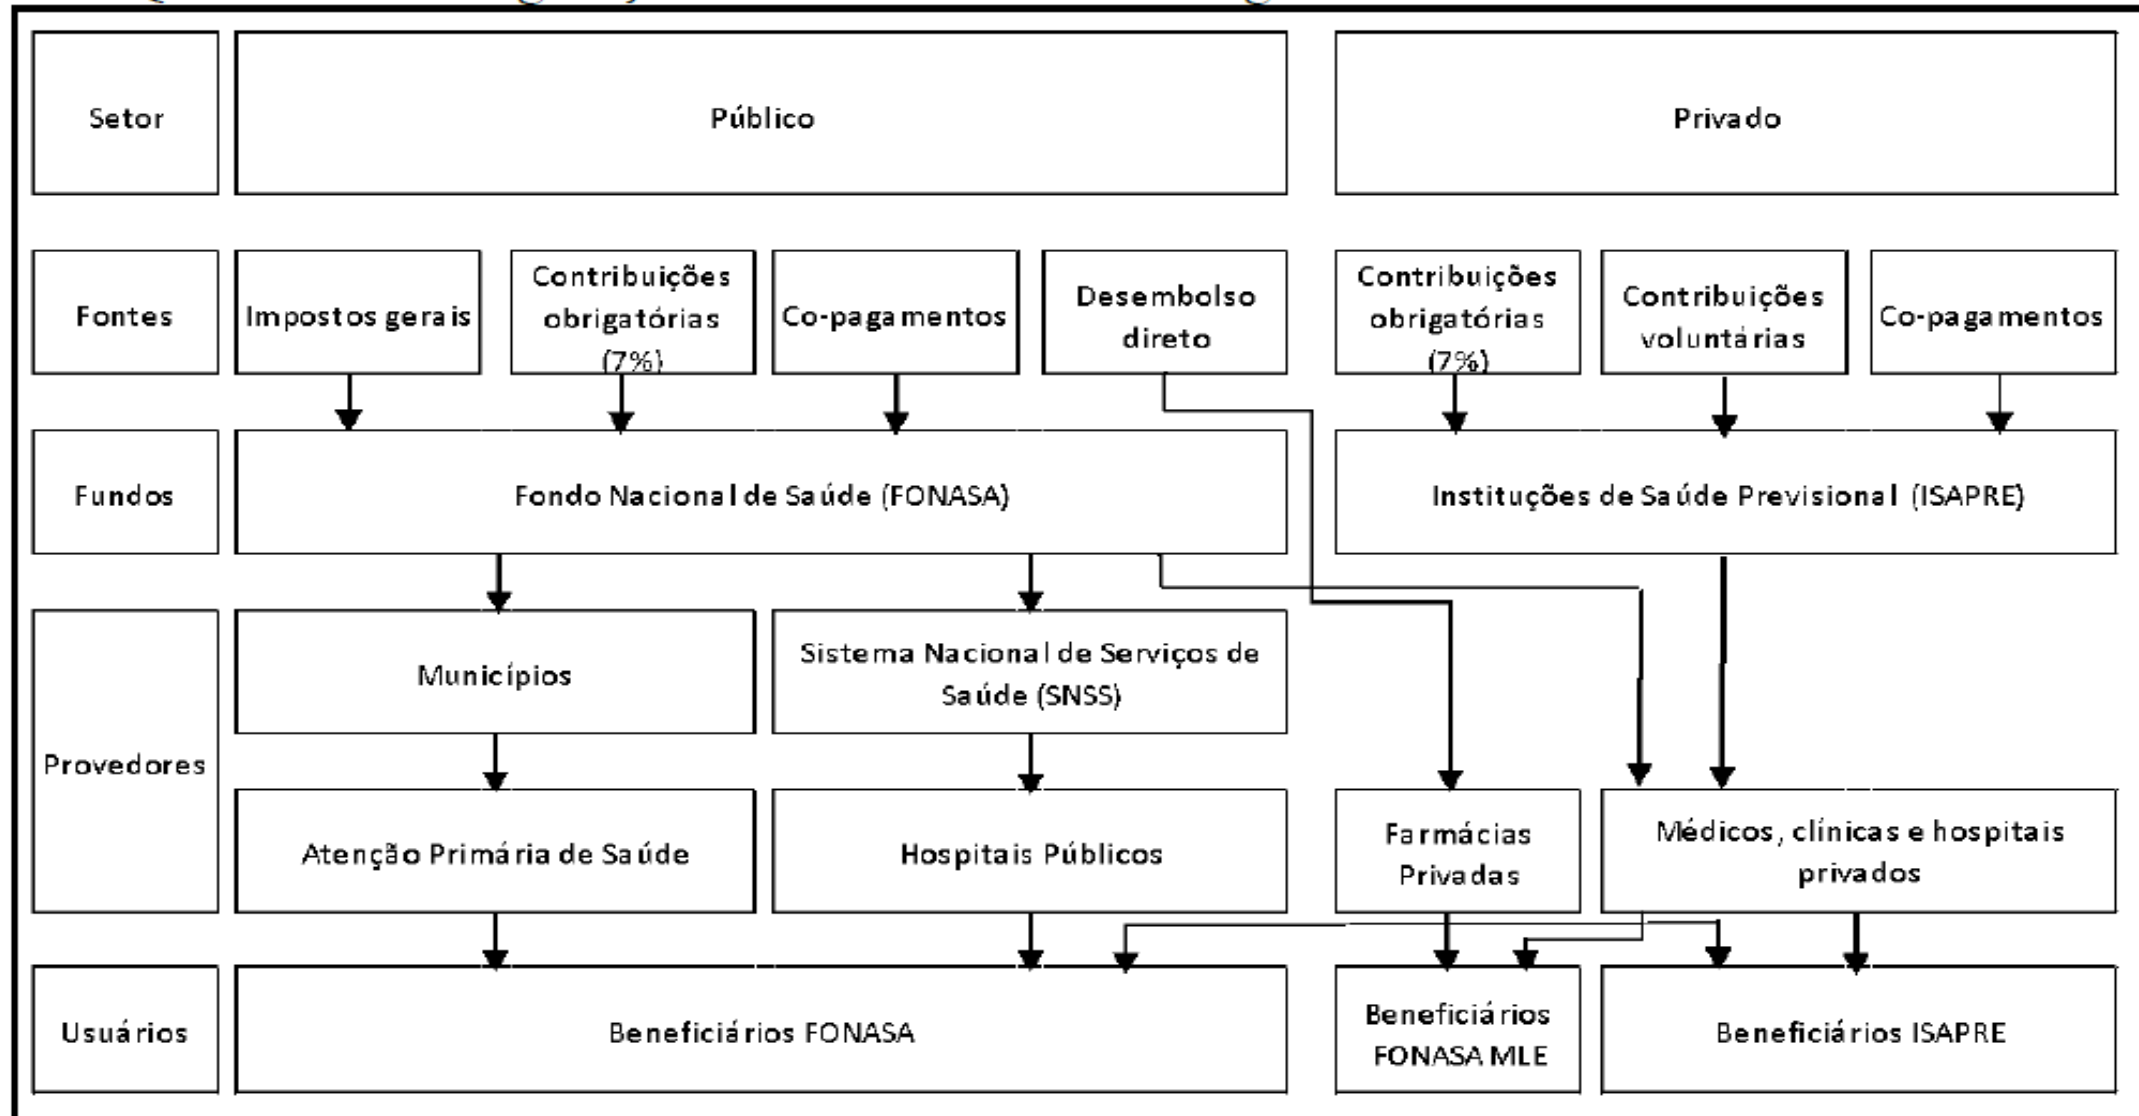 Setor
Público
Privado
Fontes
Impostos gerais
Contribuições
obrigatórias
(7%)
Co-pagamentos
Desembolso
direto
Contribuições
obrigatórias
(7%)
Contribuições
voluntárias
Co-pagamentos
Fundos
Fondo Nacional de Saúde (FONASA)
Instituções de Saúde Previsional (ISAPRE)
Provedores
Municípios
Sistema Nacional de Serviços de
Saúde (SNSS)
Atenção Primária de Saúde
Hospitais Públicos
Farmácias
Privadas
Médicos, clínicas e hospitais
privados
Usuários
Beneficiários FONASA
Beneficiários
FONASA MLE
Beneficiários ISAPRE